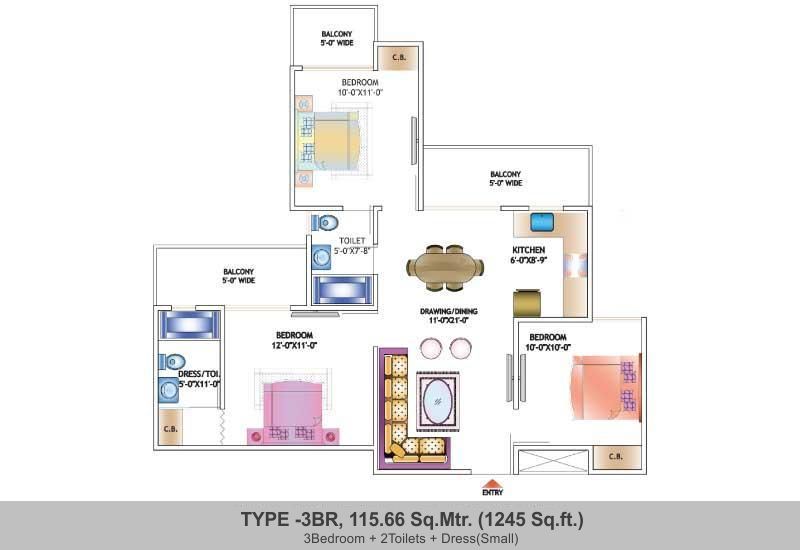 BALCONY
5'-0" WIDE
C.B.
BEDROOM
10'-0"X11'-0"
BALCONY
5'-0" WIDE
TOILET
5'-0"X7'-8"
KITCHEN
6'-0"X8'-9"
BALCONY
5'-0" WIDE
DRAWING/DINING
11'-0"X21'-0"
BEDROOM
12'-0"X11'-0"
BEDROOM
10'-0"X10'-0"
DRESS/TOI.
5'-0"X11'-0"
C.B.
C.B.
ENTRY
TYPE -3BR, 115.66 Sq.Mtr. (1245 Sq.ft.)
3Bedroom + 2Toilets + Dress(Small)